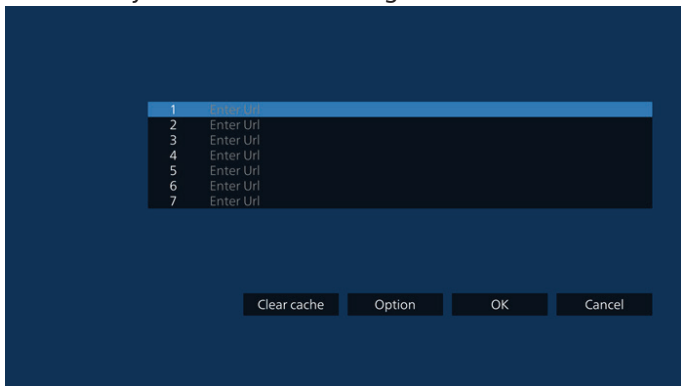 1 Enter Url
2 Enter Url
3 Enter Url
4 Enter Url
5 Enter Url
6 Enter Url
7 Enter Url
Clear cache Option OK Cancel